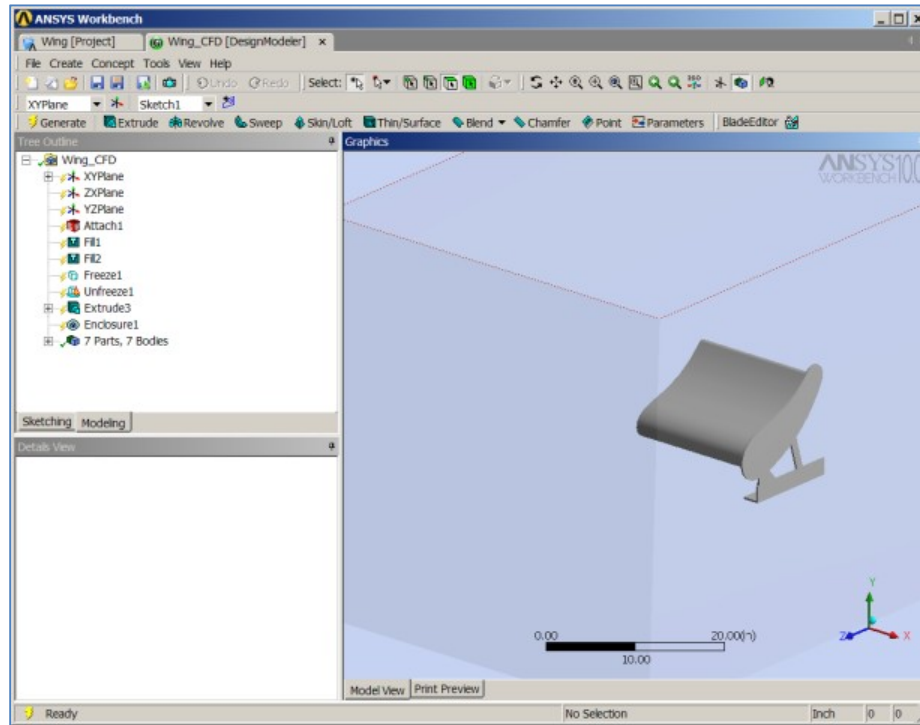 ANSYS Workbench
Wing [Project] Wing_CFD [DesignModeler] ×
File Create Concept Tools View Help
Undo Redo Select:
XYPlane Sketch1
Generate Extrude Revolve Sweep Skin/Loft Thin/Surface Blend Chamfer Point Parameters BladeEditor
Tree Outline
Wing_CFD
XYPlane
ZXPlane
YZPlane
Attach1
Fill1
Fill2
Freeze1
Unfreeze1
Extrude3
Enclosure1
7 Parts, 7 Bodies
Sketching Modeling
Details View
Graphics
ANSYS 10.0
WORKBENCH
Y
Z X
0.00 20.00(in)
10.00
Model View Print Preview
Ready No Selection Inch 0 0